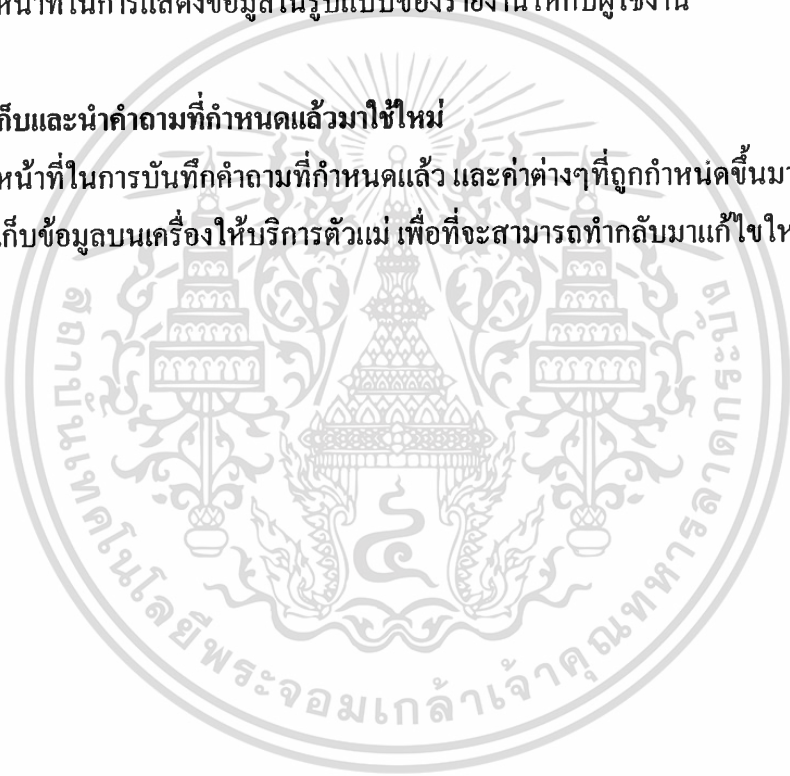 หน้าที่ในการแสดงข้อมูลในรูปแบบของรายงานให้กับผู้ใช้งาน
ก็บและนำคำถามที่กำหนดแล้วมาใช้ใหม่
หน้าที่ในการบันทึกคำถามที่กำหนดแล้ว และค่าต่างๆที่ถูกกำหนดขึ้นมา
เก็บข้อมูลบนเครื่องให้บริการตัวแม่ เพื่อที่จะสามารถทำกลับมาแก้ไขให
สถาบันเทคโนโลยีพระจอมเกล้าเจ้าคุณทหารลาดกระบัง